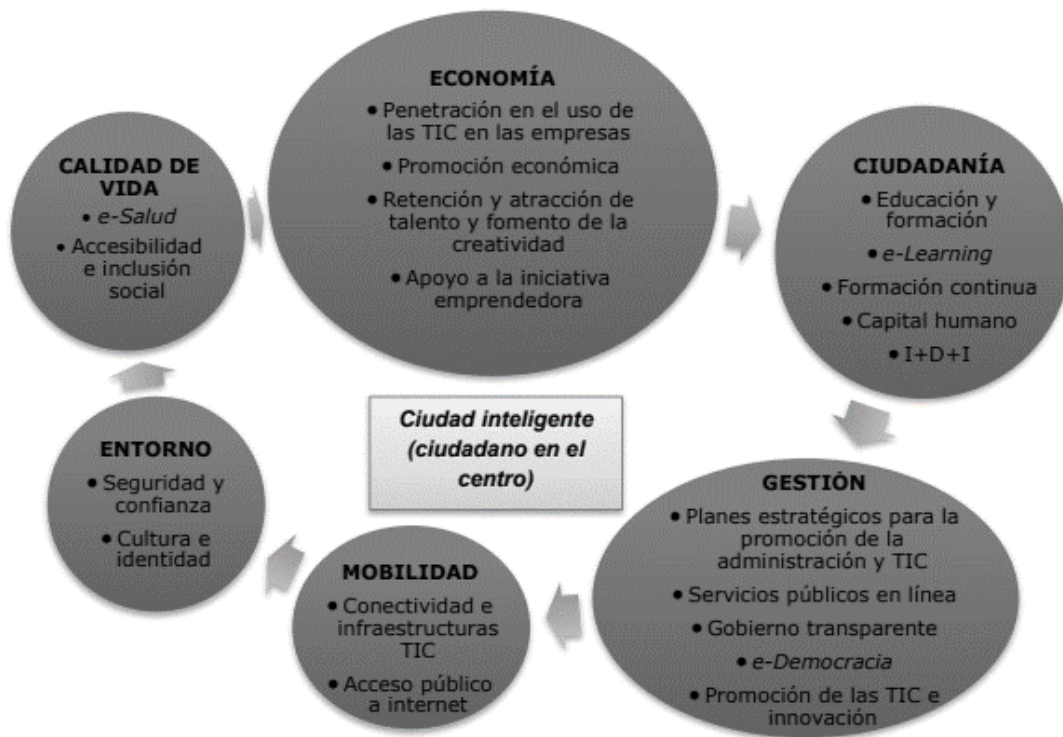 ECONOMÍA
• Penetración en el uso de
las TIC en las empresas
• Promoción económica
• Retención y atracción de
talento y fomento de la
creatividad
• Apoyo a la iniciativa
emprendedora
CIUDADANÍA
• Educación y
formación
• e-Learning
• Formación continua
• Capital humano
• I+D+I
GESTIÓN
• Planes estratégicos para la
promoción de la
administración y TIC
• Servicios públicos en línea
• Gobierno transparente
• e-Democracia
• Promoción de las TIC e
innovación
MOBILIDAD
• Conectividad e
infraestructuras
TIC
• Acceso público
a internet
ENTORNO
• Seguridad y
confianza
• Cultura e
identidad
CALIDAD DE
VIDA
• e-Salud
• Accesibilidad
e inclusión
social
Ciudad inteligente
(ciudadano en el
centro)